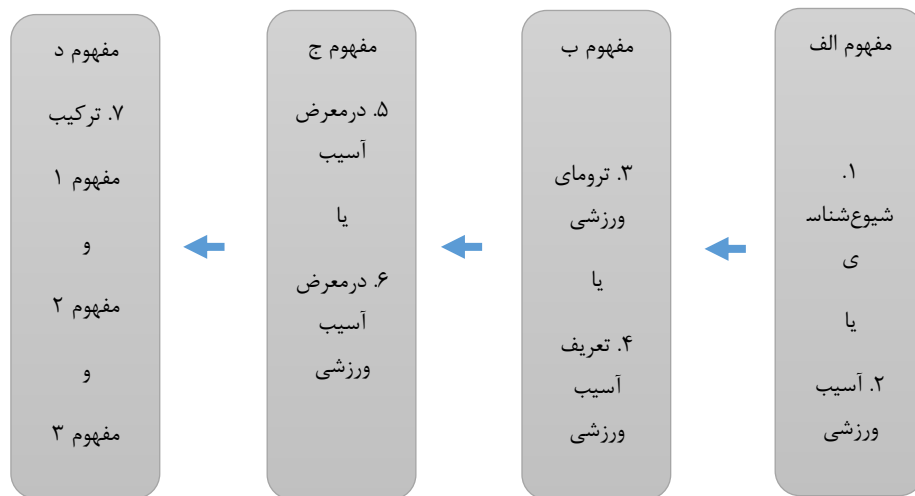 مفهوم الف
۱.
شیوع‌شناس
ی
یا
۲. آسیب
ورزشی
مفهوم ب
۳. ترومای
ورزشی
یا
۴. تعریف
آسیب
ورزشی
مفهوم ج
۵. درمعرض
آسیب
یا
۶. درمعرض
آسیب
ورزشی
مفهوم د
۷. ترکیب
مفهوم ۱
و
مفهوم ۲
و
مفهوم ۳